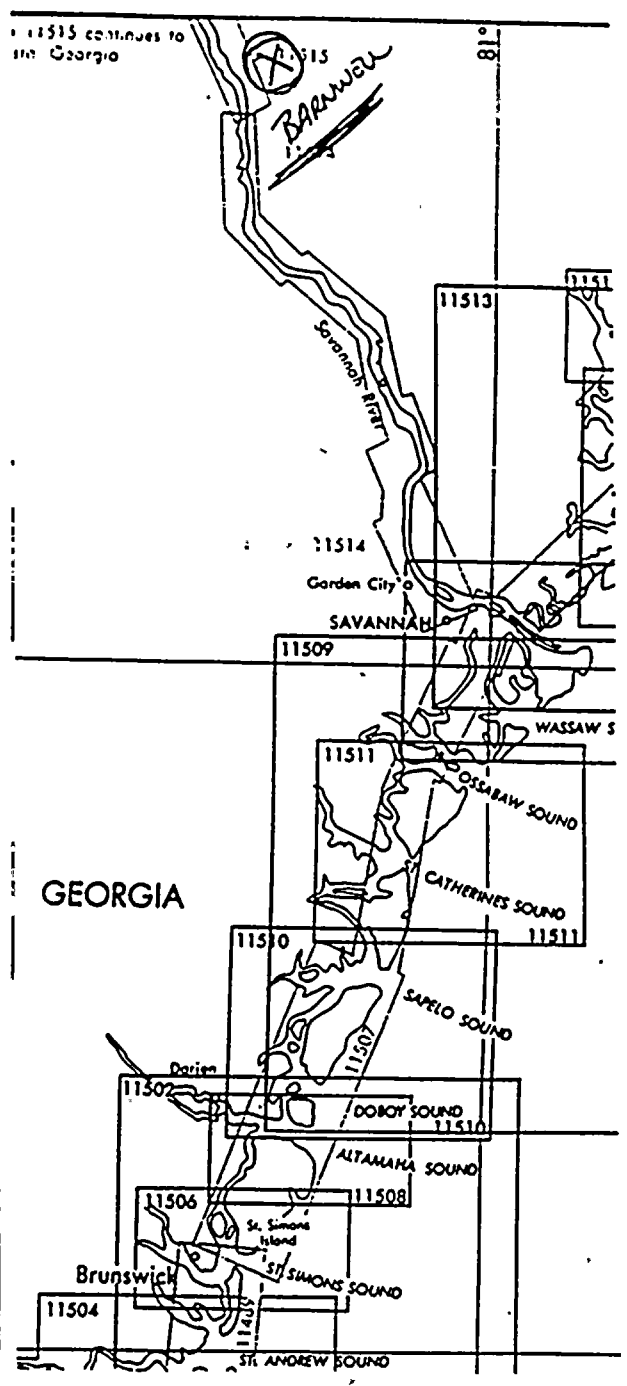 11515 continues to
Georgia
81°
BARNWELL
11513
Savannah River
11514
Garden City
SAVANNAH
11509
WASSAW S
11511
OSSABAW SOUND
ST. CATHERINES SOUND
GEORGIA
11511
11510
SAPELO SOUND
11507
Darien
11502
DOBOY SOUND
11510
ALTAMAHA SOUND
11506
11508
St. Simons
Island
Brunswick
ST. SIMONS SOUND
11504
11489
ST. ANDREW SOUND